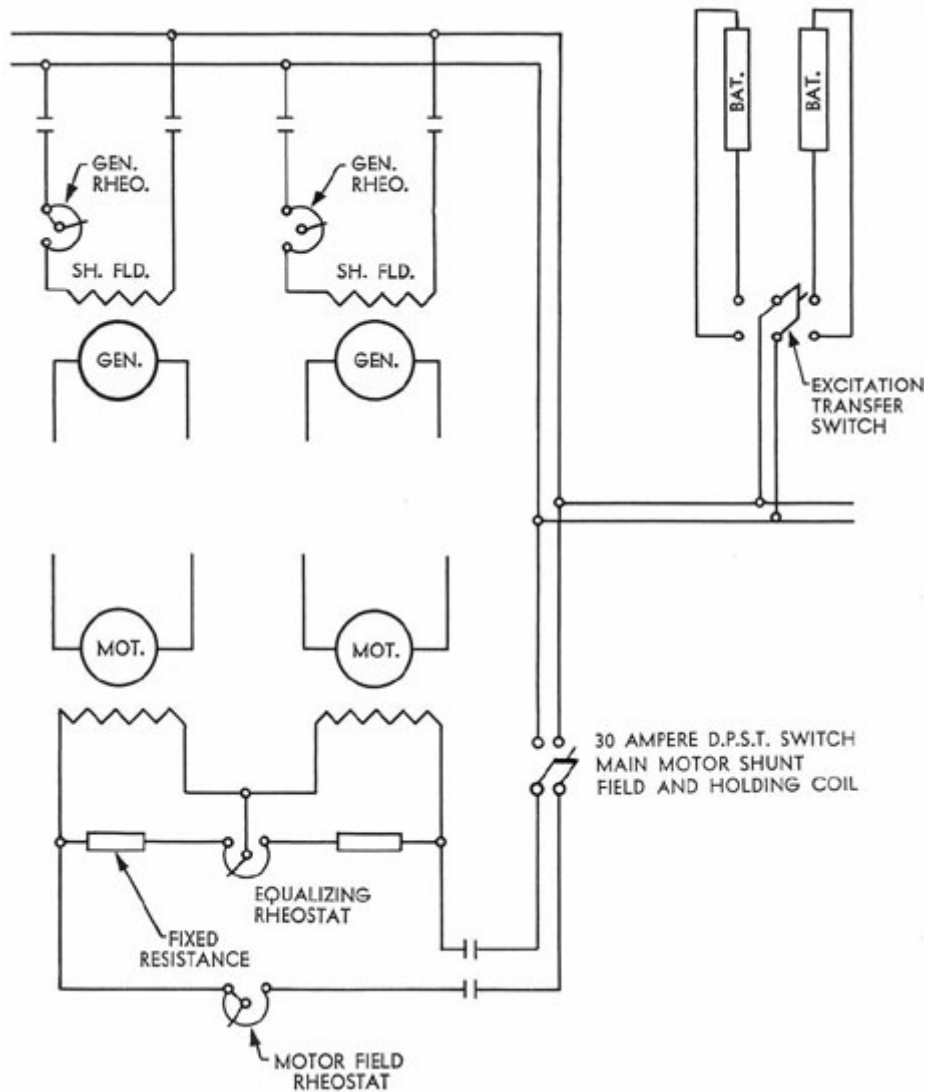 BAT.
BAT.
GEN.
RHEO.
GEN.
RHEO.
SH. FLD.
SH. FLD.
GEN.
GEN.
EXCITATION
TRANSFER
SWITCH
MOT.
MOT.
30 AMPERE D.P.S.T. SWITCH
MAIN MOTOR SHUNT
FIELD AND HOLDING COIL
EQUALIZING
RHEOSTAT
FIXED
RESISTANCE
MOTOR FIELD
RHEOSTAT